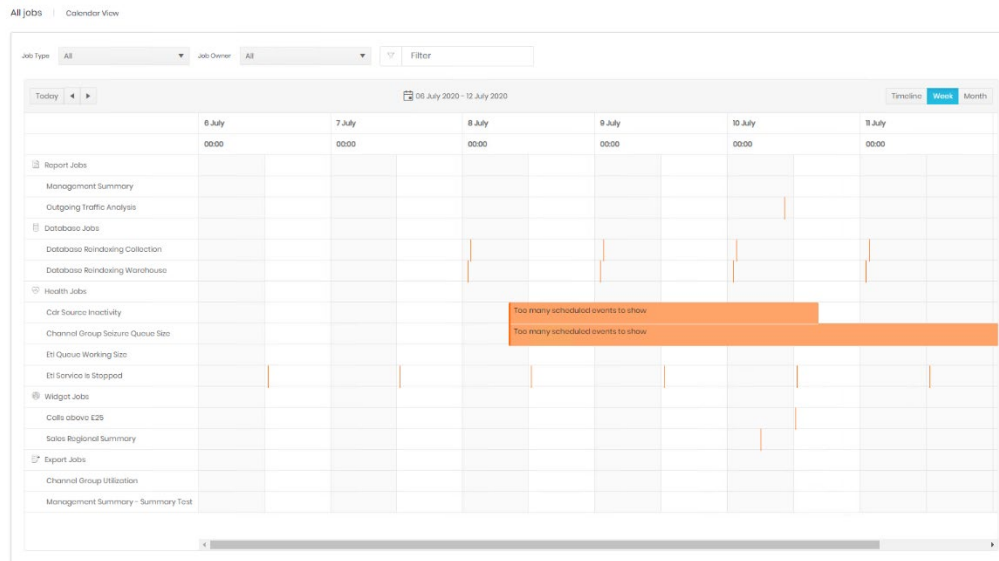 All jobs Calendar View
Job Type All Job Owner All Filter
Today 06 July 2020 - 12 July 2020 Timeline Week Month
6 July 7 July 8 July 9 July 10 July 11 July
00:00 00:00 00:00 00:00 00:00 00:00
Report Jobs
Management Summary
Outgoing Traffic Analysis
Database Jobs
Database Reindexing Collection
Database Reindexing Warehouse
Health Jobs
Cdr Source Inactivity Too many scheduled events to show
Channel Group Seizure Queue Size Too many scheduled events to show
Etl Queue Working Size
Etl Service Is Stopped
Widget Jobs
Calls above £25
Sales Regional Summary
Export Jobs
Channel Group Utilization
Management Summary - Summary Test